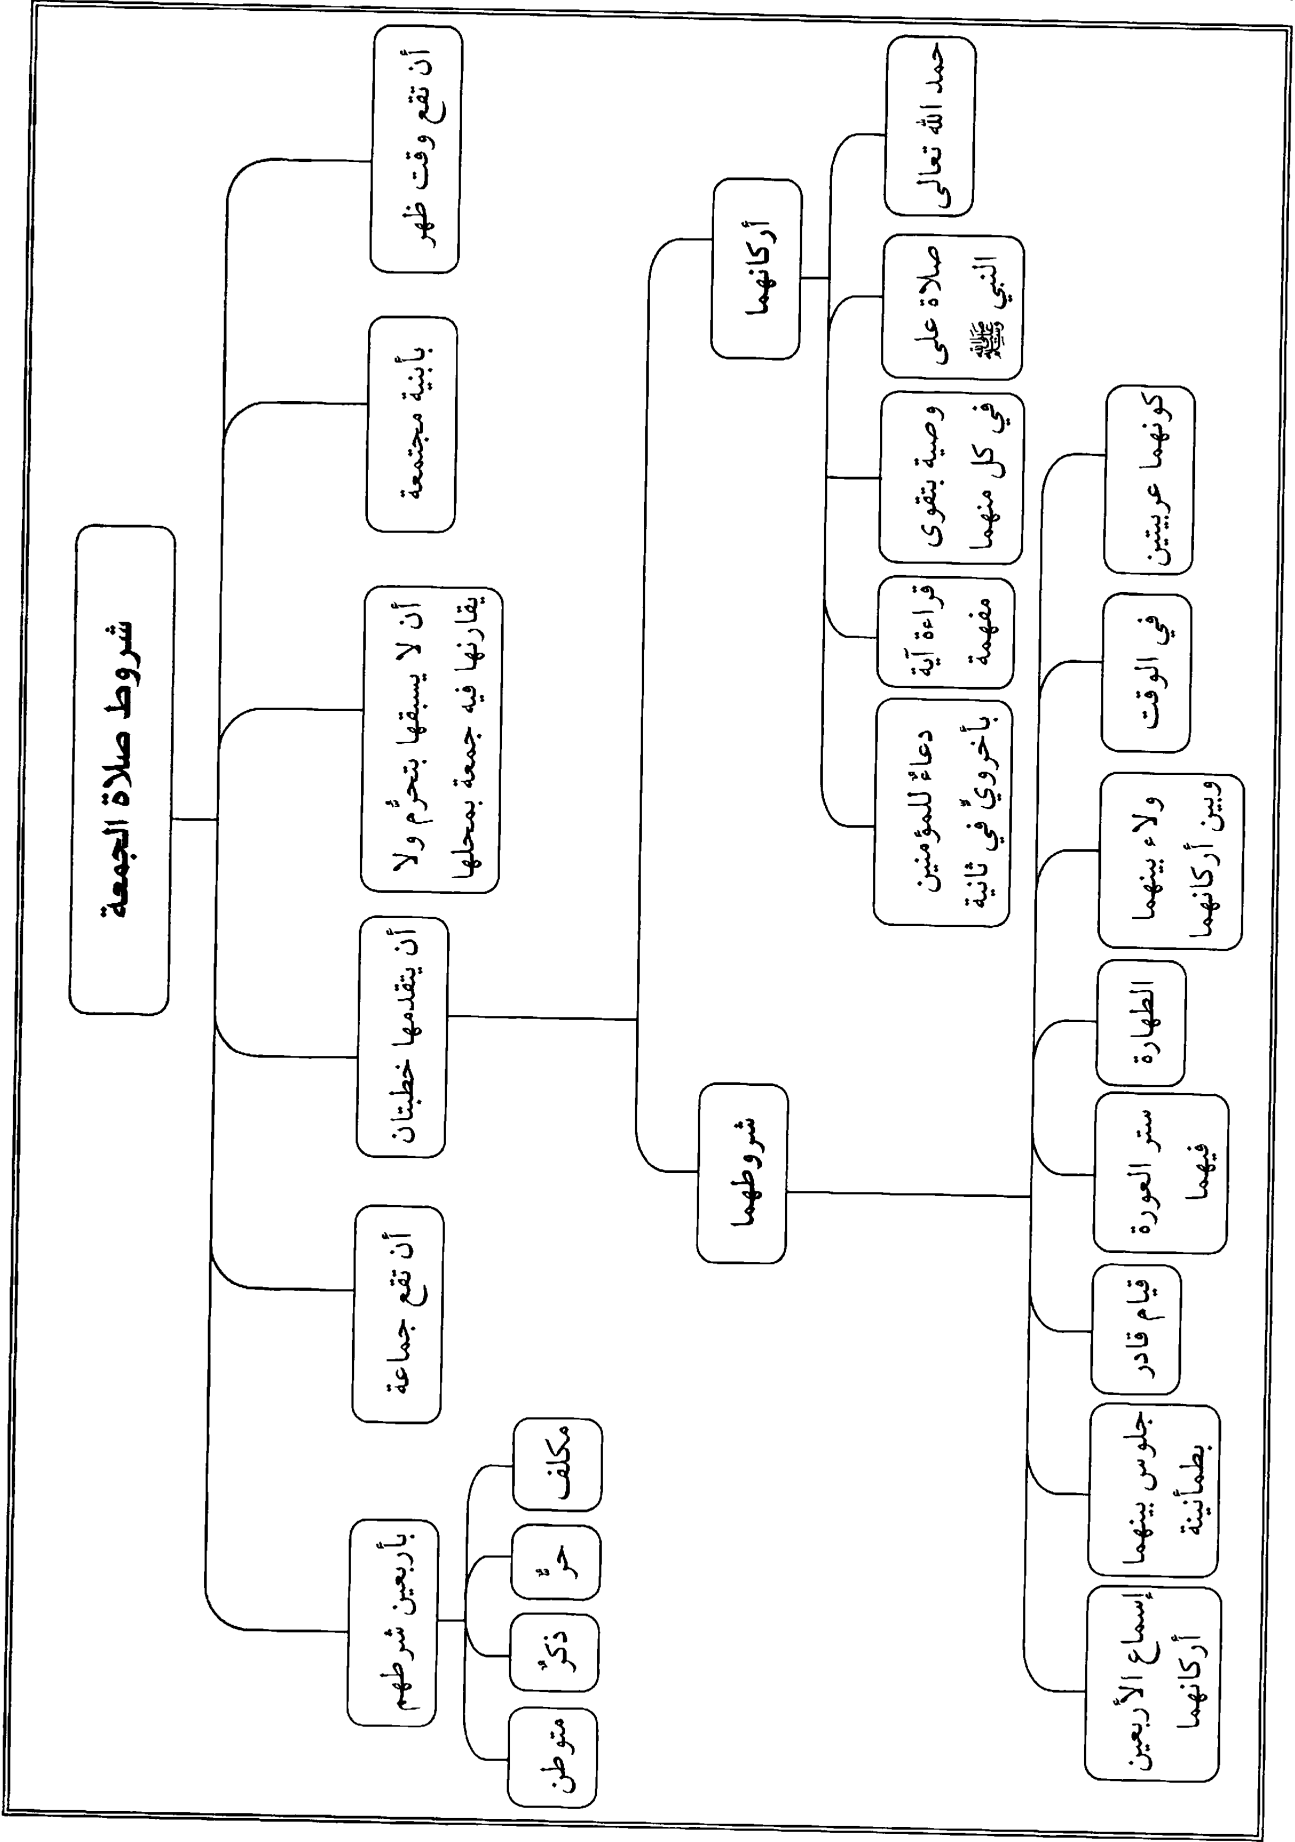 شروط صلاة الجمعة
أن تقع وقت ظهر
بأبنية مجتمعة
أن لا يسبقها بتحرُّم ولا
يقارنها فيه جمعة بمحلها
أن يتقدمها خطبتان
أن تقع جماعة
بأربعين شرطهم
مكلف
حرٌّ
ذكرٌ
متوطن
أركانهما
حمد الله تعالى
صلاة على
النبي ﷺ
وصية بتقوى
في كل منهما
قراءة آية
مفهمة
دعاءٌ للمؤمنين
بأخرويٍّ في ثانية
شروطهما
كونهما عربيتين
في الوقت
ولاء بينهما
وبين أركانهما
الطهارة
ستر العورة
فيهما
قيام قادر
جلوس بينهما
بطمأنينة
إسماع الأربعين
أركانهما